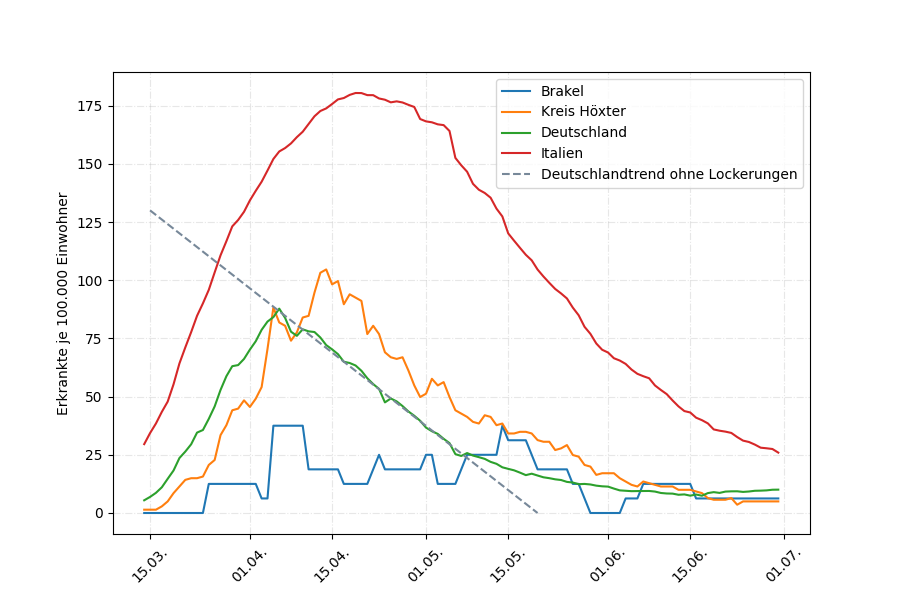 Brakel
Kreis Höxter
Deutschland
Italien
Deutschlandtrend ohne Lockerungen
Erkrankte je 100.000 Einwohner
175
150
125
100
75
50
25
0
15.03.
01.04.
15.04.
01.05.
15.05.
01.06.
15.06.
01.07.